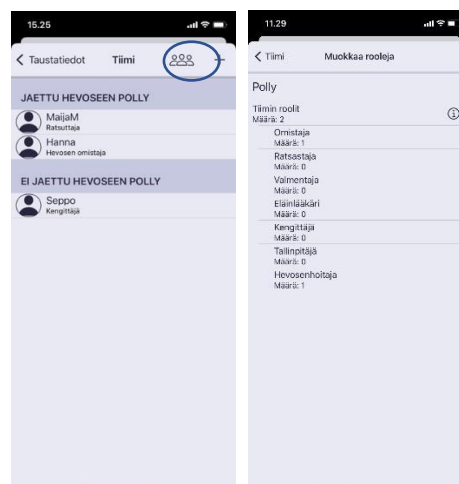 15.25
Taustatiedot Tiimi
JAETTU HEVOSEEN POLLY
MaijaM
Ratsuttaja
Hanna
Hevosen omistaja
EI JAETTU HEVOSEEN POLLY
Seppo
Kengittäjä
11.29
Tiimi Muokkaa rooleja
Polly
Tiimin roolit
Määrä: 2
Omistaja
Määrä: 1
Ratsastaja
Määrä: 0
Valmentaja
Määrä: 0
Eläinlääkäri
Määrä: 0
Kengittäjä
Määrä: 0
Tallinpitäjä
Määrä: 0
Hevosenhoitaja
Määrä: 1